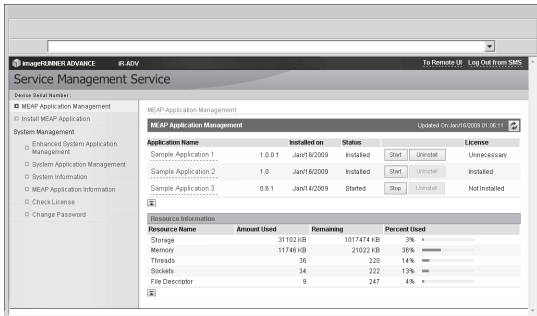 imageRUNNER ADVANCE iR-ADV To Remote UI Log Out from SMS
Service Management Service
Device Serial Number :
MEAP Application Management
Install MEAP Application
System Management
Enhanced System Application Management
System Application Management
System Information
MEAP Application Information
Check License
Change Password
MEAP Application Management
MEAP Application Management Updated On:Jan/16/2009 01:06:11
Application Name Installed on Status License
Sample Application 1 1.0.0.1 Jan/16/2009 Installed Start Uninstall Unnecessary
Sample Application 2 1.0 Jan/16/2009 Installed Start Uninstall Installed
Sample Application 3 0.6.1 Jan/14/2009 Started Stop Uninstall Not Installed
Resource Information
Resource Name Amount Used Remaining Percent Used
Storage 31102 KB 1017474 KB 3%
Memory 11746 KB 21022 KB 36%
Threads 36 220 14%
Sockets 34 222 13%
File Descriptor 9 247 4%